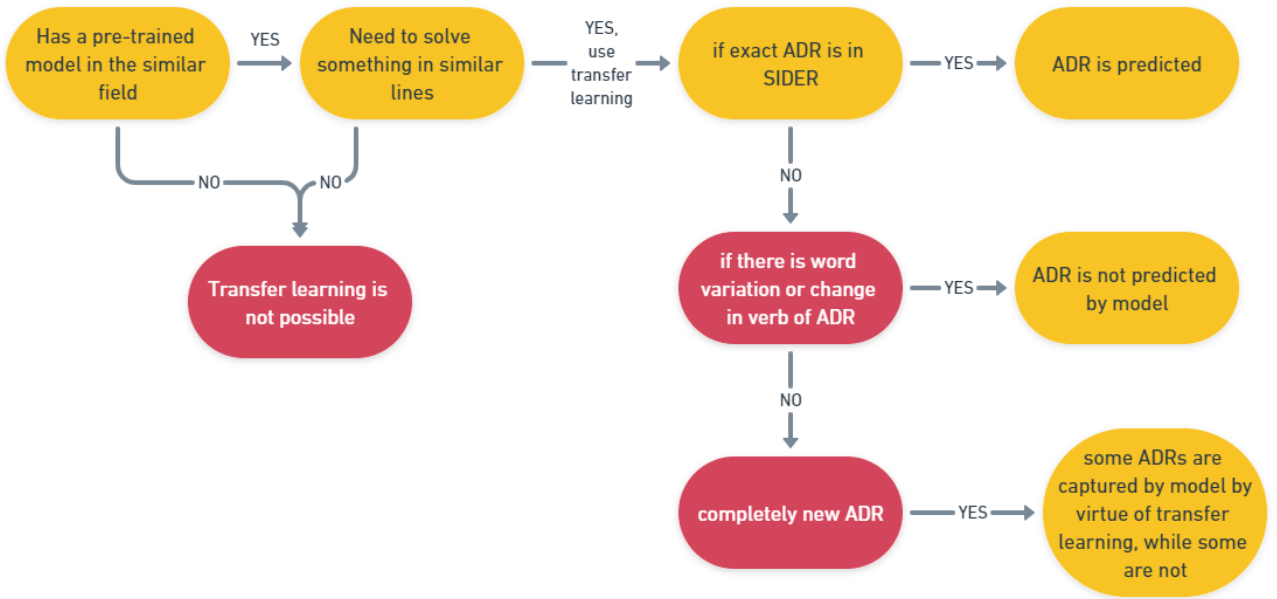 Has a pre-trained
model in the similar
field
YES
Need to solve
something in similar
lines
YES,
use
transfer
learning
if exact ADR is in
SIDER
YES
ADR is predicted
NO
NO
NO
Transfer learning is
not possible
if there is word
variation or change
in verb of ADR
YES
ADR is not predicted
by model
NO
completely new ADR
YES
some ADRs are
captured by model by
virtue of transfer
learning, while some
are not